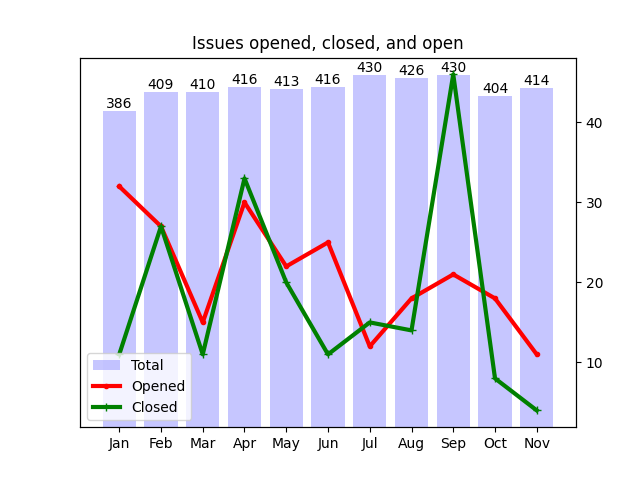 Issues opened, closed, and open
386 409 410 416 413 416 430 426 430 404 414
40
30
20
10
Total
Opened
Closed
Jan Feb Mar Apr May Jun Jul Aug Sep Oct Nov